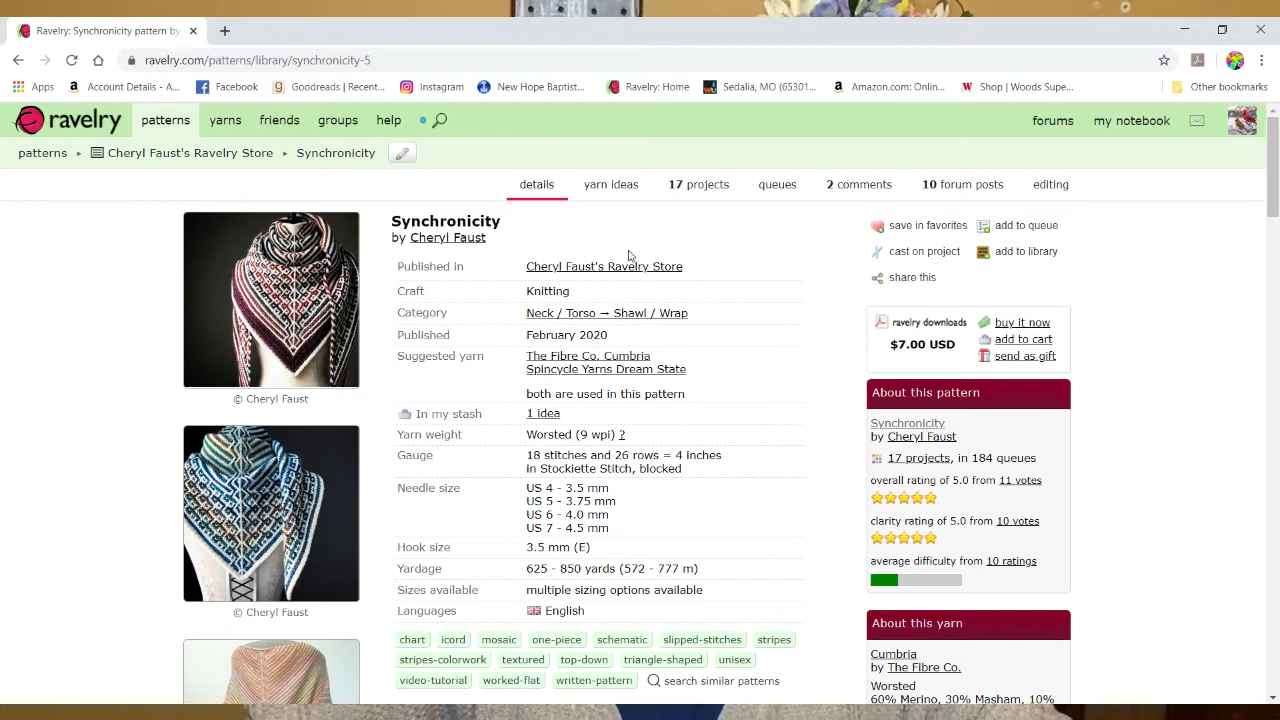 Ravelry: Synchronicity pattern by
ravelry.com/patterns/library/synchronicity-5
Apps
Account Details - A...
Facebook
Goodreads | Recent...
Instagram
New Hope Baptist...
Ravelry: Home
Sedalia, MO (65301...
Amazon.com: Onlin...
Shop | Woods Supe...
Other bookmarks
ravelry
patterns
yarns
friends
groups
help
forums
my notebook
patterns
Cheryl Faust's Ravelry Store
Synchronicity
details
yarn ideas
17 projects
queues
2 comments
10 forum posts
editing
© Cheryl Faust
© Cheryl Faust
Synchronicity
by Cheryl Faust
Published in Cheryl Faust's Ravelry Store
Craft Knitting
Category Neck / Torso → Shawl / Wrap
Published February 2020
Suggested yarn The Fibre Co. Cumbria
Spincycle Yarns Dream State
both are used in this pattern
In my stash 1 idea
Yarn weight Worsted (9 wpi) ?
Gauge 18 stitches and 26 rows = 4 inches
in Stockiette Stitch, blocked
Needle size US 4 - 3.5 mm
US 5 - 3.75 mm
US 6 - 4.0 mm
US 7 - 4.5 mm
Hook size 3.5 mm (E)
Yardage 625 - 850 yards (572 - 777 m)
Sizes available multiple sizing options available
Languages English
chart icord mosaic one-piece schematic slipped-stitches stripes
stripes-colorwork textured top-down triangle-shaped unisex
video-tutorial worked-flat written-pattern search similar patterns
save in favorites add to queue
cast on project add to library
share this
ravelry downloads
$7.00 USD
buy it now
add to cart
send as gift
About this pattern
Synchronicity
by Cheryl Faust
17 projects, in 184 queues
overall rating of 5.0 from 11 votes
clarity rating of 5.0 from 10 votes
average difficulty from 10 ratings
About this yarn
Cumbria
by The Fibre Co.
Worsted
60% Merino, 30% Masham, 10%